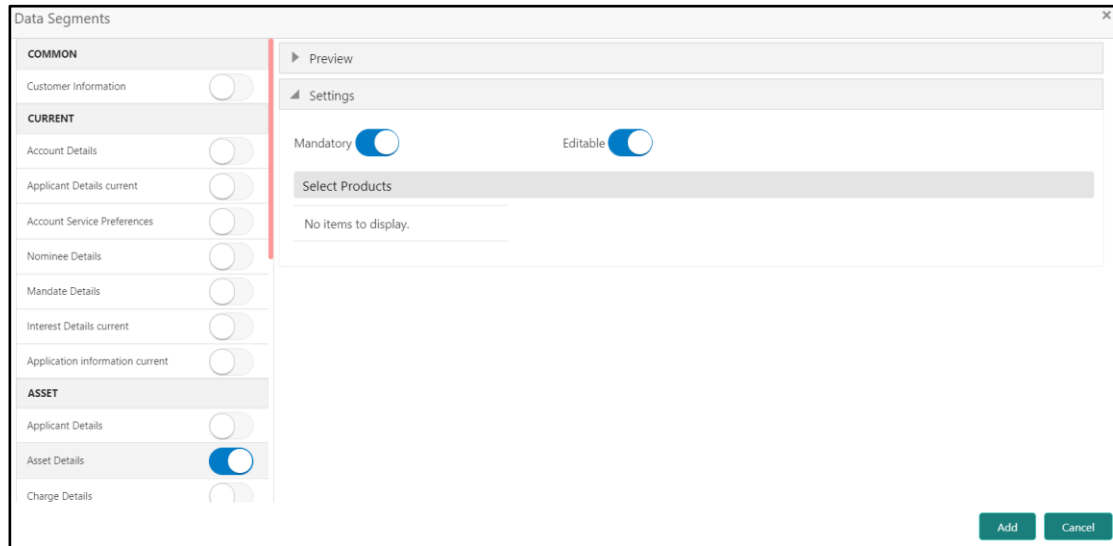 Data Segments
×
COMMON
Customer Information
CURRENT
Account Details
Applicant Details current
Account Service Preferences
Nominee Details
Mandate Details
Interest Details current
Application information current
ASSET
Applicant Details
Asset Details
Charge Details
Preview
Settings
Mandatory
Editable
Select Products
No items to display.
Add
Cancel